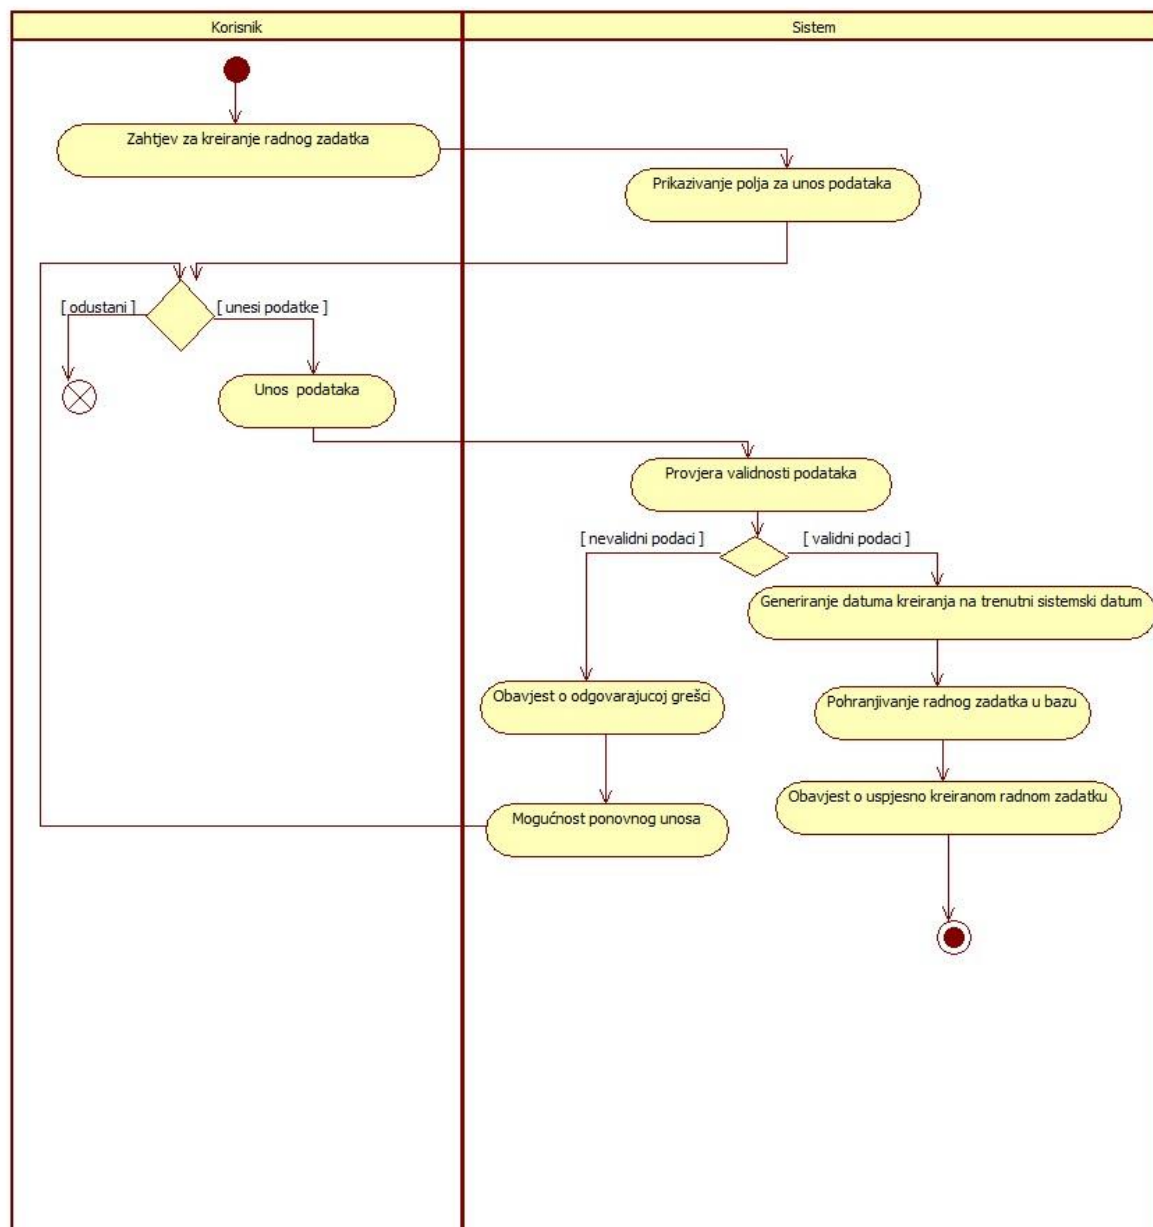 Korisnik
Sistem
Zahtjev za kreiranje radnog zadatka
Prikazivanje polja za unos podataka
[ odustani ]
[ unesi podatke ]
Unos podataka
Provjera validnosti podataka
[ nevalidni podaci ]
[ validni podaci ]
Generiranje datuma kreiranja na trenutni sistemski datum
Obavjest o odgovarajucoj grešci
Pohranjivanje radnog zadatka u bazu
Obavjest o uspjesno kreiranom radnom zadatku
Mogućnost ponovnog unosa